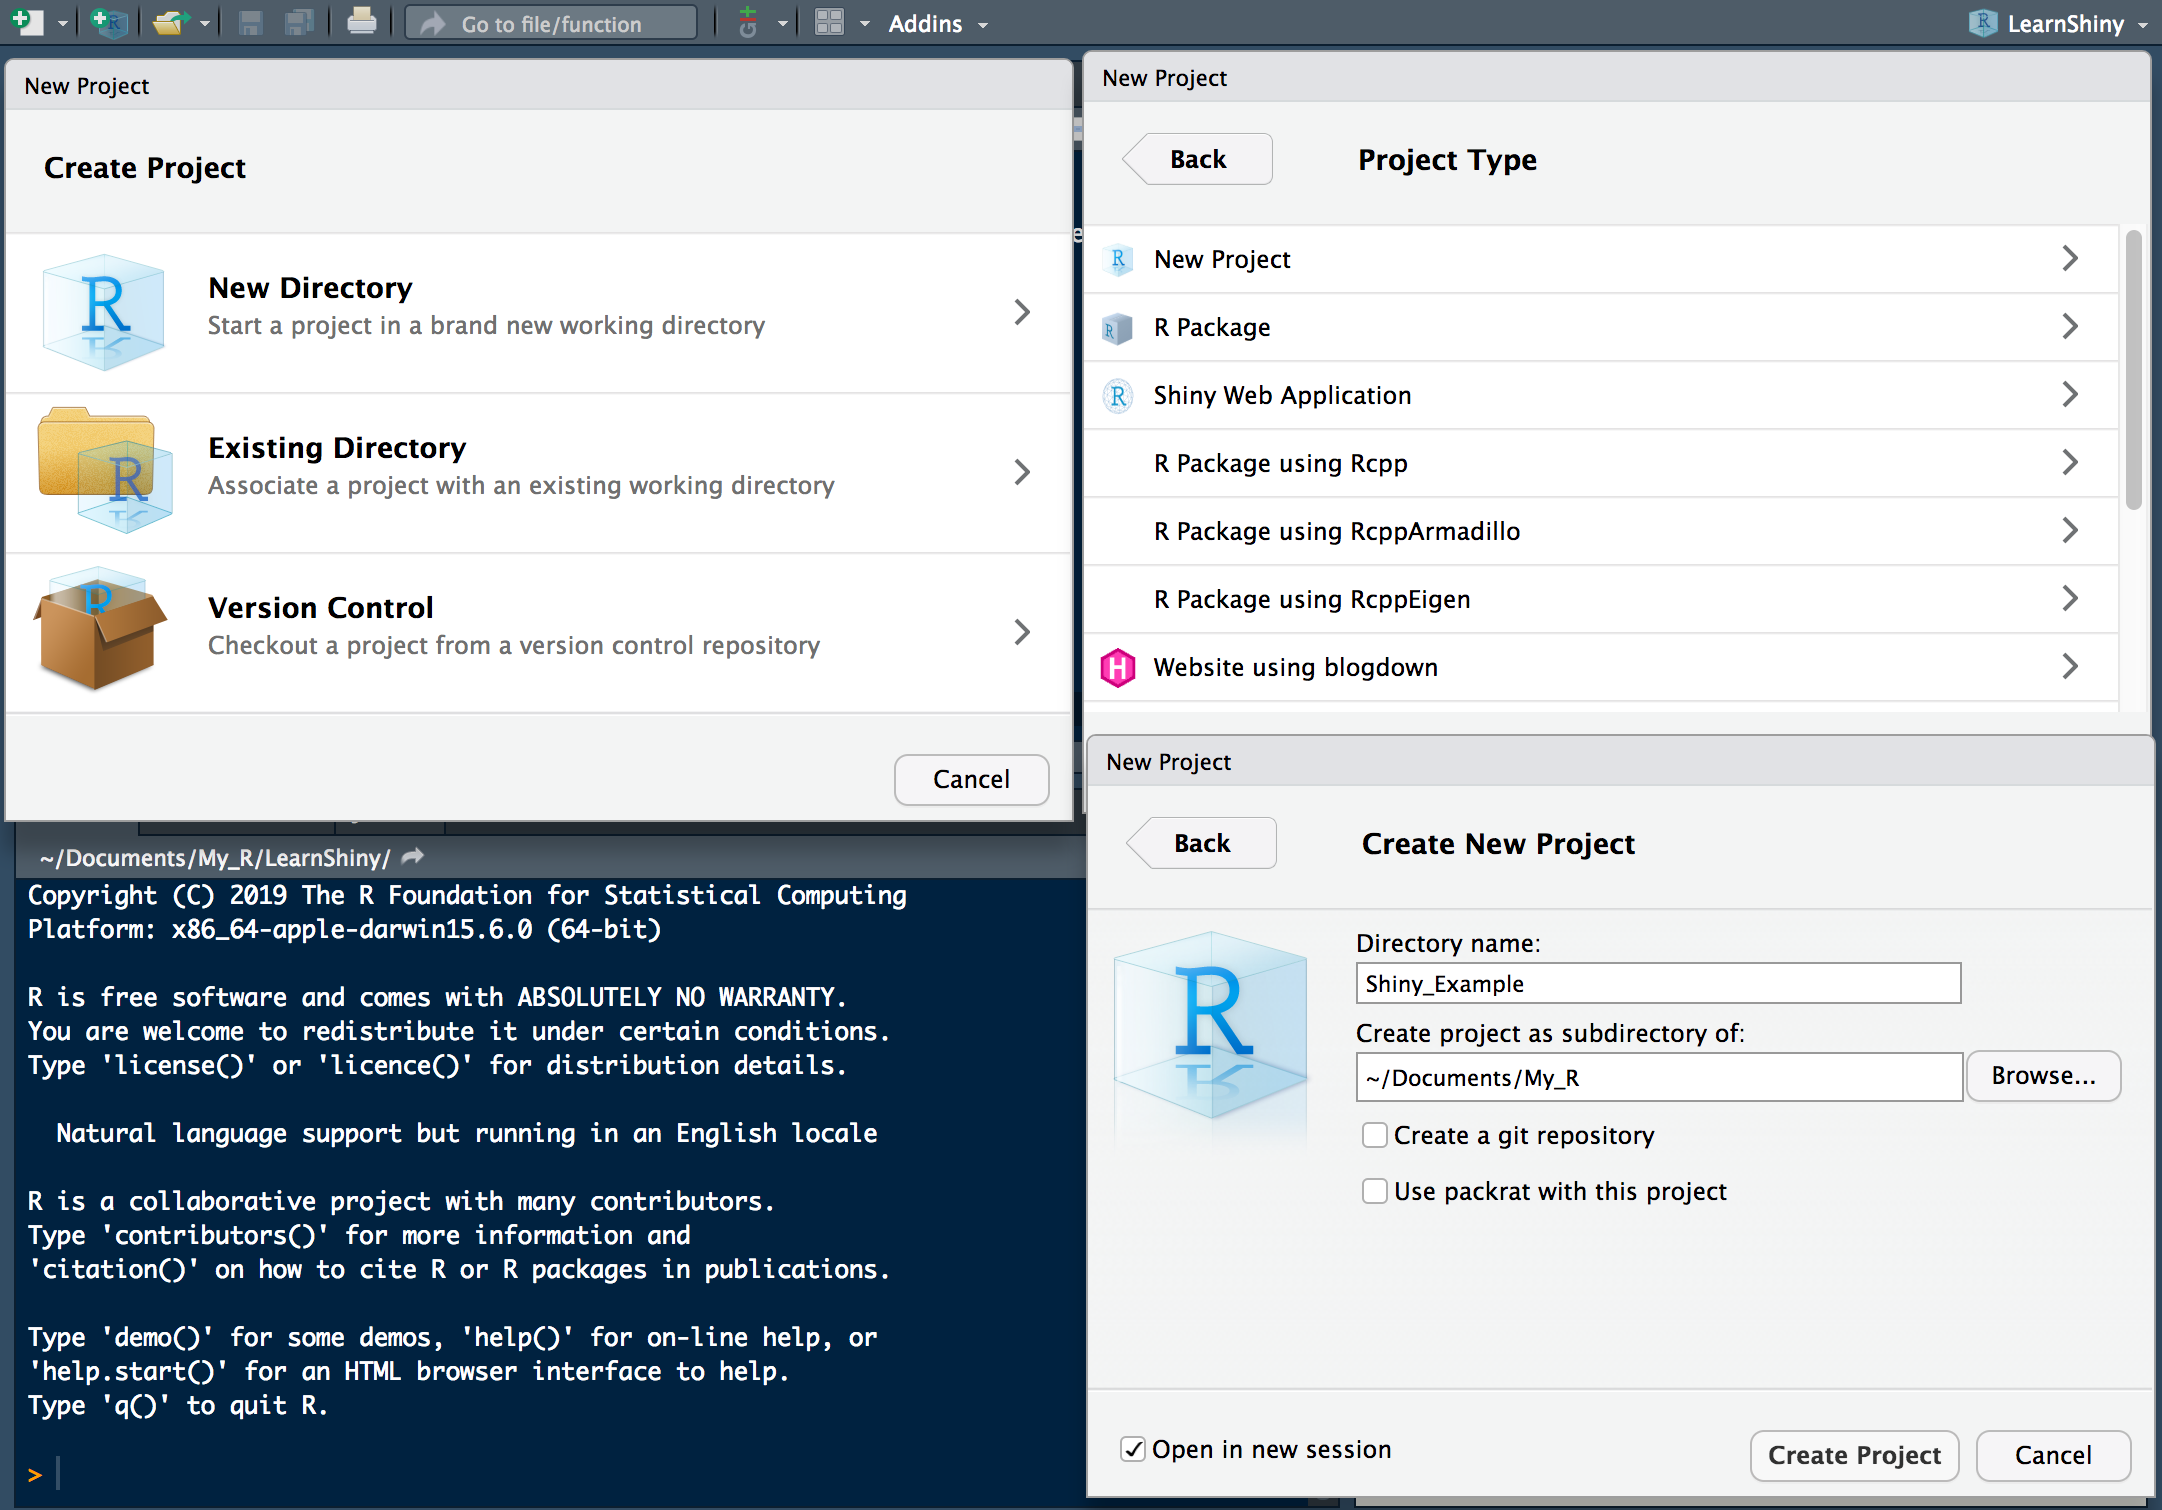 Go to file/function
Addins
LearnShiny
New Project
Create Project
New Directory
Start a project in a brand new working directory
Existing Directory
Associate a project with an existing working directory
Version Control
Checkout a project from a version control repository
Cancel
New Project
Back
Project Type
New Project
R Package
Shiny Web Application
R Package using Rcpp
R Package using RcppArmadillo
R Package using RcppEigen
Website using blogdown
~/Documents/My_R/LearnShiny/
Copyright (C) 2019 The R Foundation for Statistical Computing
Platform: x86_64-apple-darwin15.6.0 (64-bit)
R is free software and comes with ABSOLUTELY NO WARRANTY.
You are welcome to redistribute it under certain conditions.
Type 'license()' or 'licence()' for distribution details.
Natural language support but running in an English locale
R is a collaborative project with many contributors.
Type 'contributors()' for more information and
'citation()' on how to cite R or R packages in publications.
Type 'demo()' for some demos, 'help()' for on-line help, or
'help.start()' for an HTML browser interface to help.
Type 'q()' to quit R.
>
New Project
Back
Create New Project
Directory name:
Shiny_Example
Create project as subdirectory of:
~/Documents/My_R
Browse...
Create a git repository
Use packrat with this project
Open in new session
Create Project
Cancel